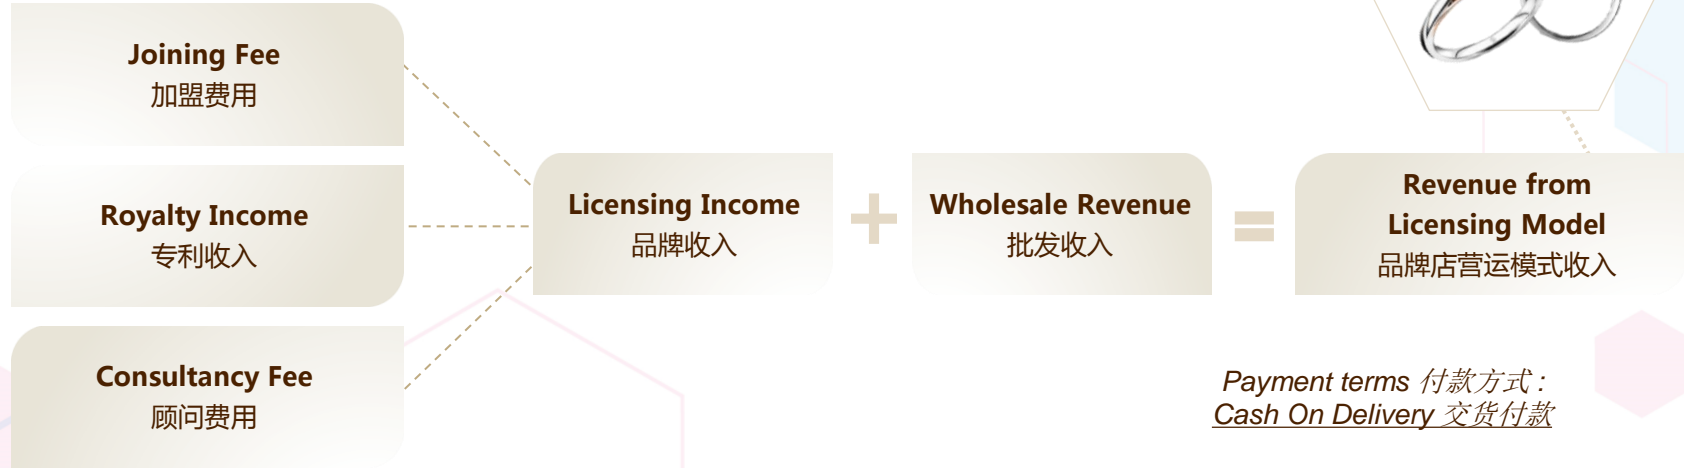 Joining Fee
加盟费用
Royalty Income
专利收入
Consultancy Fee
顾问费用
Licensing Income
品牌收入
+
Wholesale Revenue
批发收入
=
Revenue from
Licensing Model
品牌店营运模式收入
Payment terms 付款方式 :
Cash On Delivery 交货付款